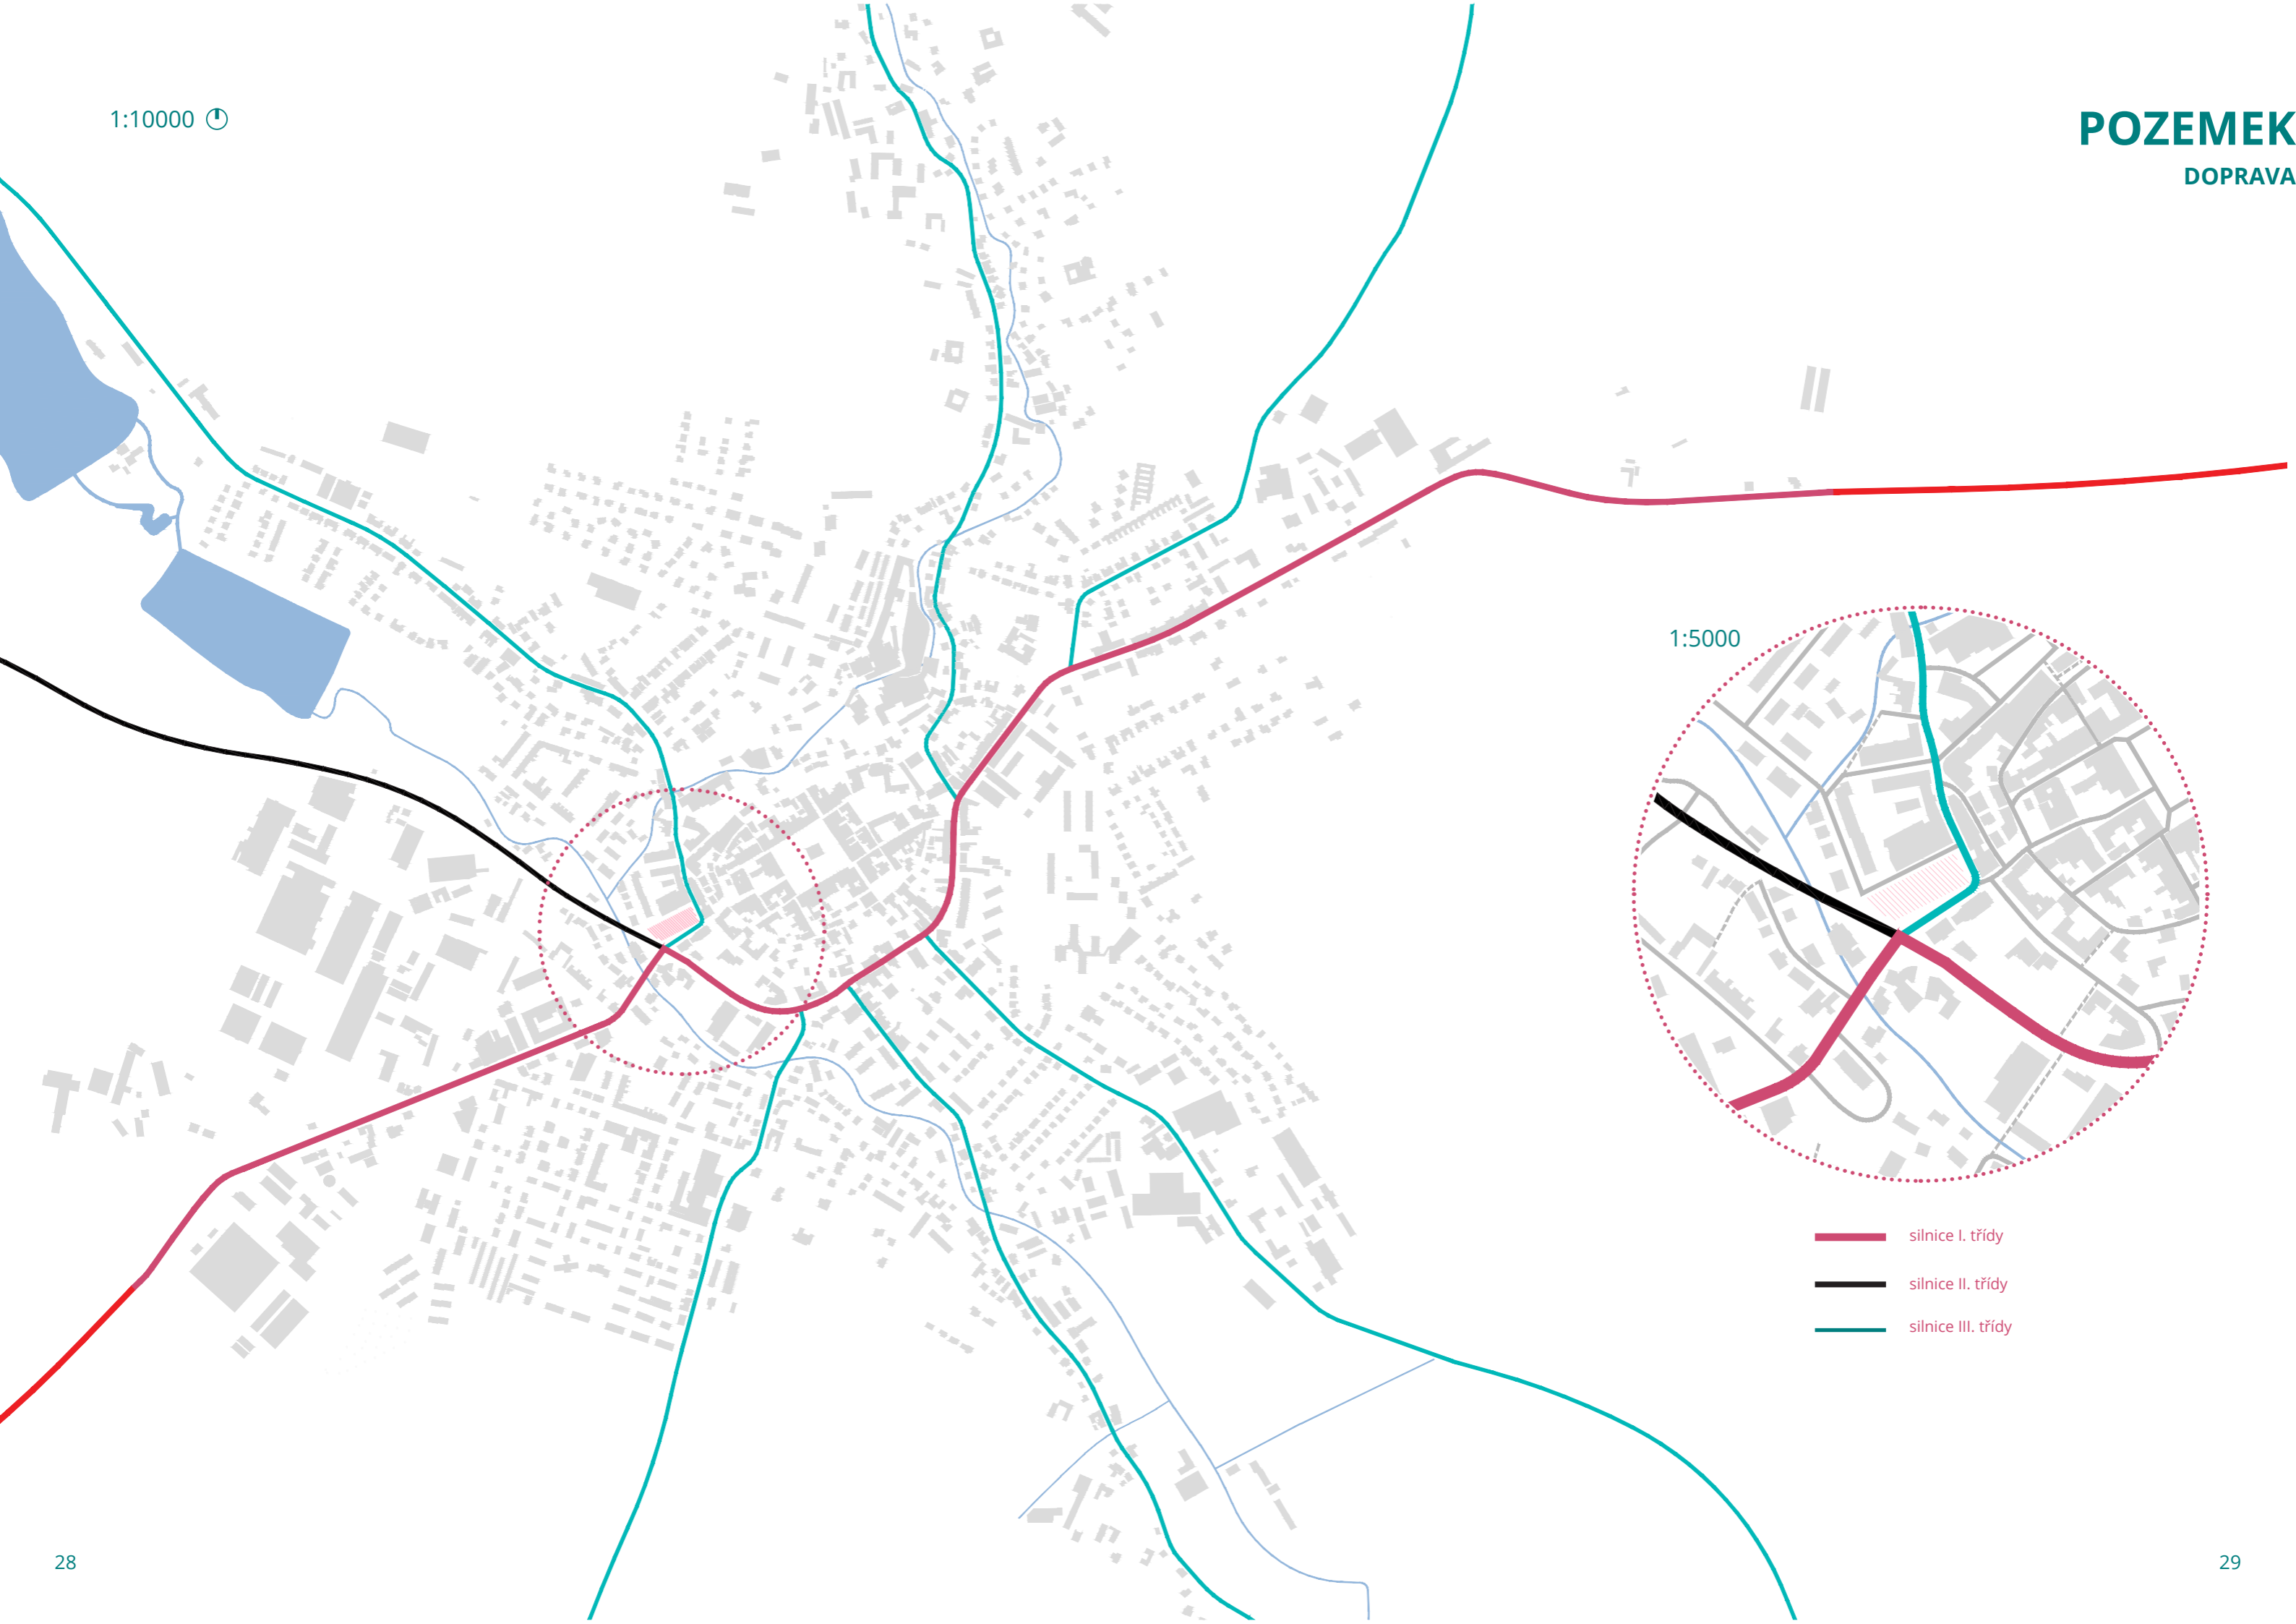 1:10000
POZEMEK
DOPRAVA
1:5000
silnice I. třídy
silnice II. třídy
silnice III. třídy
28
29